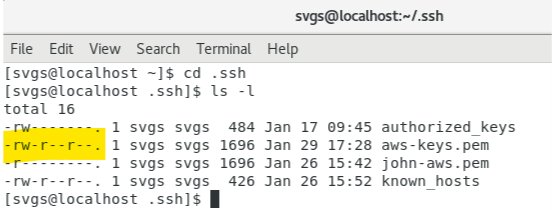 svgs@localhost:~/.ssh
File Edit View Search Terminal Help
[svgs@localhost ~]$ cd .ssh
[svgs@localhost .ssh]$ ls -l
total 16
-rw-------. 1 svgs svgs  484 Jan 17 09:45 authorized_keys
-rw-r--r--. 1 svgs svgs 1696 Jan 29 17:28 aws-keys.pem
-r--------. 1 svgs svgs 1696 Jan 26 15:42 john-aws.pem
-rw-r--r--. 1 svgs svgs  426 Jan 26 15:52 known_hosts
[svgs@localhost .ssh]$